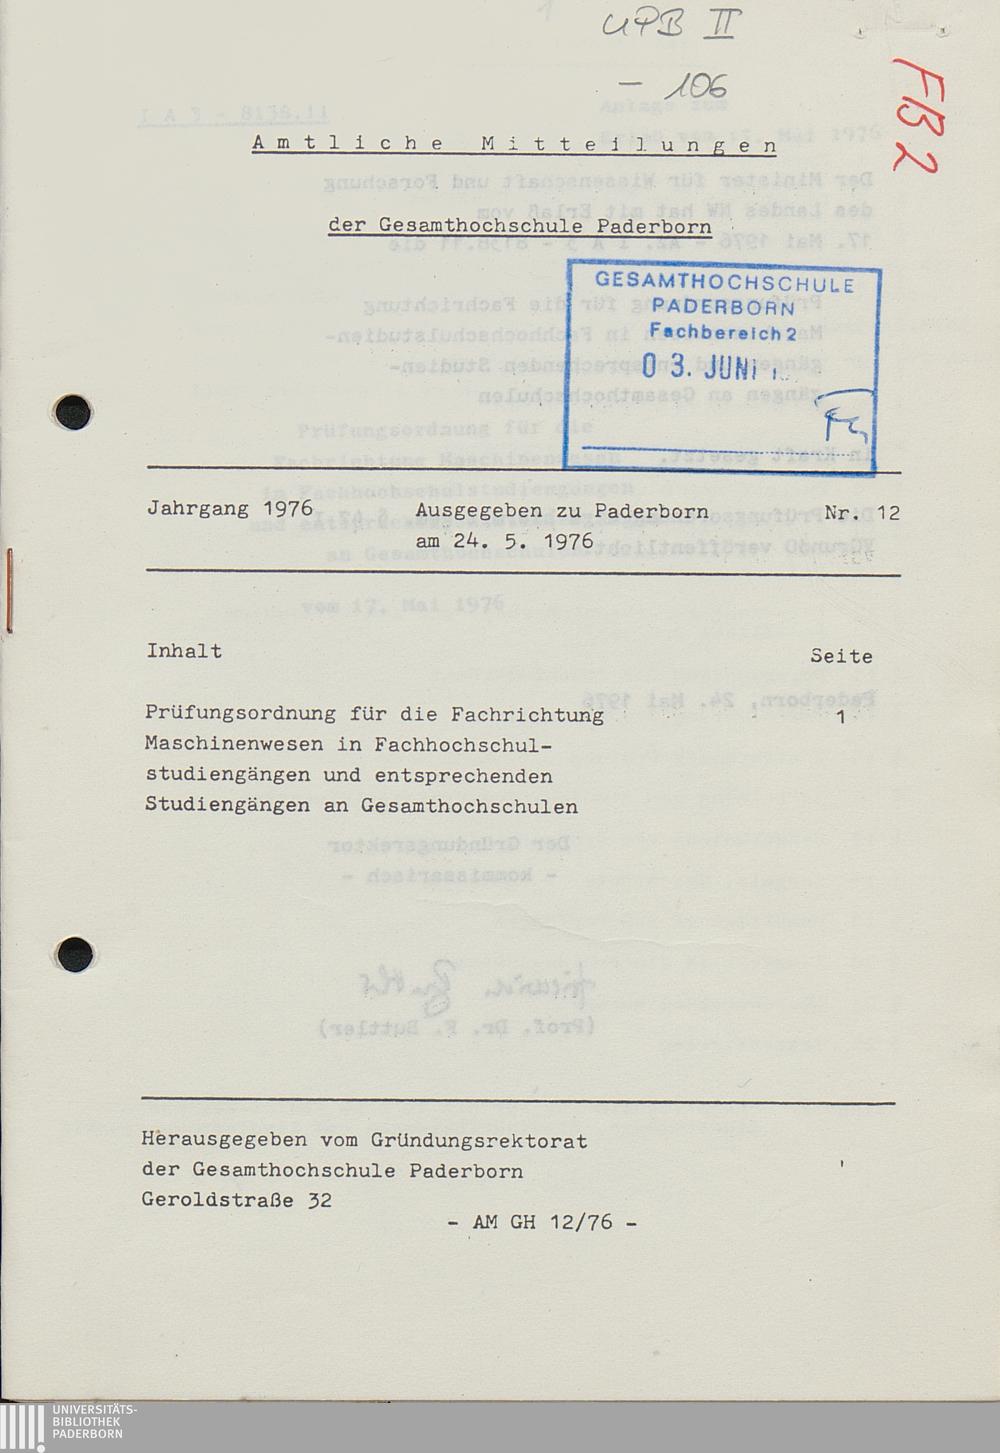 UPB II
- 106
FB 2
Amtliche Mitteilungen
der Gesamthochschule Paderborn
GESAMTHOCHSCHULE
PADERBORN
Fachbereich 2
03. JUNI
Jahrgang 1976 Ausgegeben zu Paderborn Nr. 12
am 24. 5. 1976
Inhalt Seite
Prüfungsordnung für die Fachrichtung 1
Maschinenwesen in Fachhochschul-
studiengängen und entsprechenden
Studiengängen an Gesamthochschulen
Herausgegeben vom Gründungsrektorat
der Gesamthochschule Paderborn
Geroldstraße 32
- AM GH 12/76 -
UNIVERSITÄTS-
BIBLIOTHEK
PADERBORN